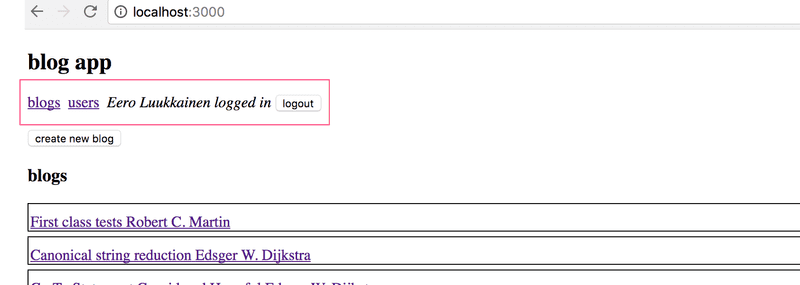 localhost:3000
blog app
blogs users Eero Luukkainen logged in logout
create new blog
blogs
First class tests Robert C. Martin
Canonical string reduction Edsger W. Dijkstra